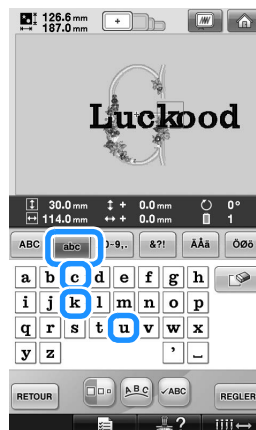 126.6 mm
187.0 mm
Luckood
30.0 mm + 0.0 mm 0°
114.0 mm + 0.0 mm 1
ABC abc 0-9,. &?! ÄÅä ÖØö
a b c d e f g h
i j k l m n o p
q r s t u v w x
y z ’ _
RETOUR ABC ABC REGLER
?